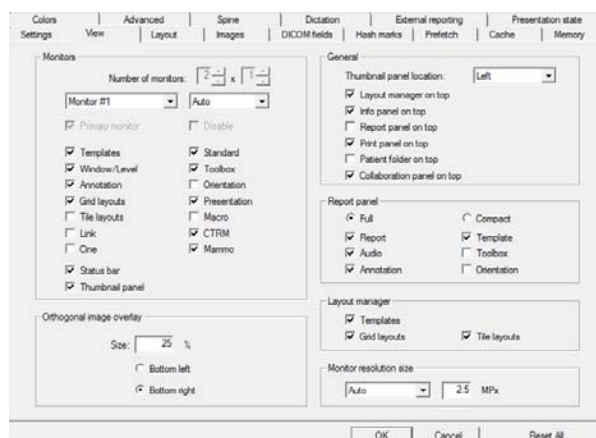 Colors Advanced Spine Dictation External reporting Presentation state
Settings View Layout Images DICOM fields Hash marks Prefetch Cache Memory
Monitors
Number of monitors: 2 x 1
Monitor #1 Auto
Primary monitor Disable
Templates Standard
Window/Level Toolbox
Annotation Orientation
Grid layouts Presentation
Tile layouts Macro
Link CTRM
Cine Mammo
Status bar
Thumbnail panel
Orthogonal image overlay
Size: 25 %
Bottom left
Bottom right
General
Thumbnail panel location: Left
Layout manager on top
Info panel on top
Report panel on top
Print panel on top
Patient folder on top
Collaboration panel on top
Report panel
Full Compact
Report Template
Audio Toolbox
Annotation Orientation
Layout manager
Templates
Grid layouts Tile layouts
Monitor resolution size
Auto 2.5 MPx
OK Cancel Reset All